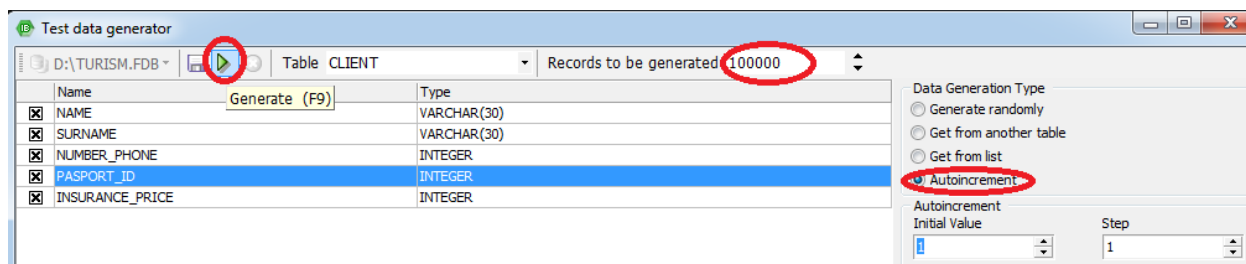 Test data generator
D:\TURISM.FDB Table CLIENT Records to be generated 100000
Name Type
Generate (F9)
NAME VARCHAR(30)
SURNAME VARCHAR(30)
NUMBER_PHONE INTEGER
PASPORT_ID INTEGER
INSURANCE_PRICE INTEGER
Data Generation Type
Generate randomly
Get from another table
Get from list
Autoincrement
Autoincrement
Initial Value Step
1 1